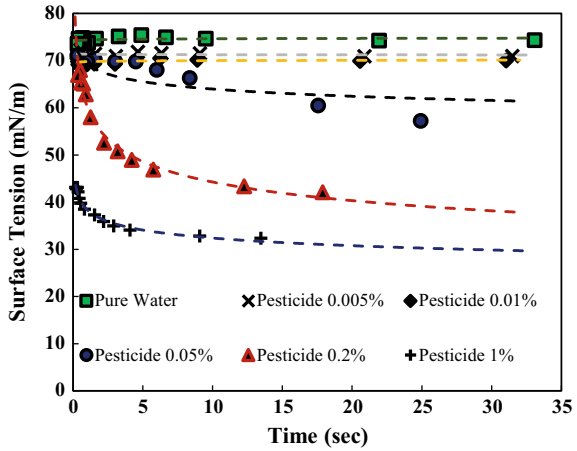 80
70
60
50
40
30
20
10
0
Surface Tension (mN/m)
Pure Water Pesticide 0.005% Pesticide 0.01%
Pesticide 0.05% Pesticide 0.2% Pesticide 1%
0 5 10 15 20 25 30 35
Time (sec)